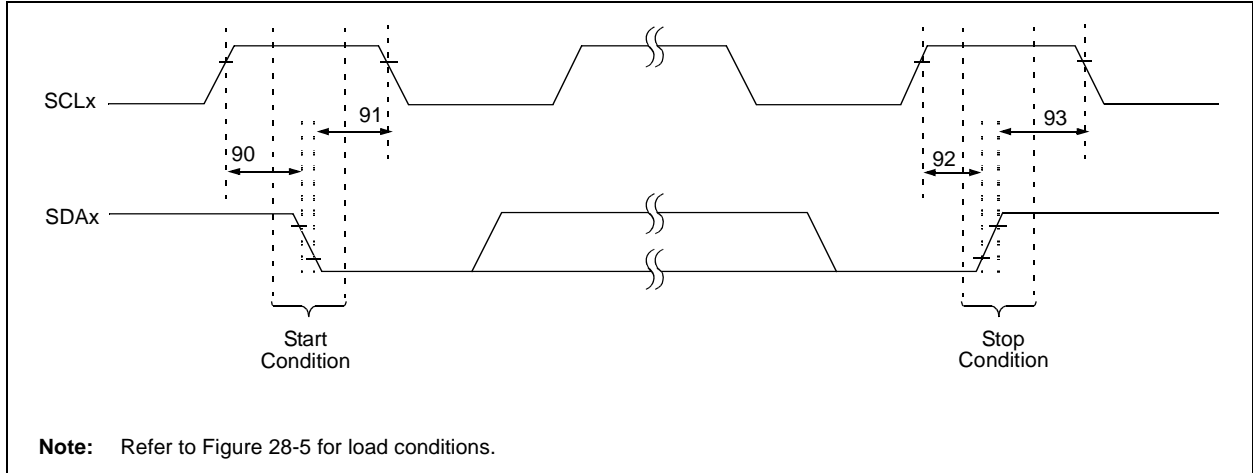 SCLx
91
93
90
92
SDAx
Start
Condition
Stop
Condition
Note: Refer to Figure 28-5 for load conditions.